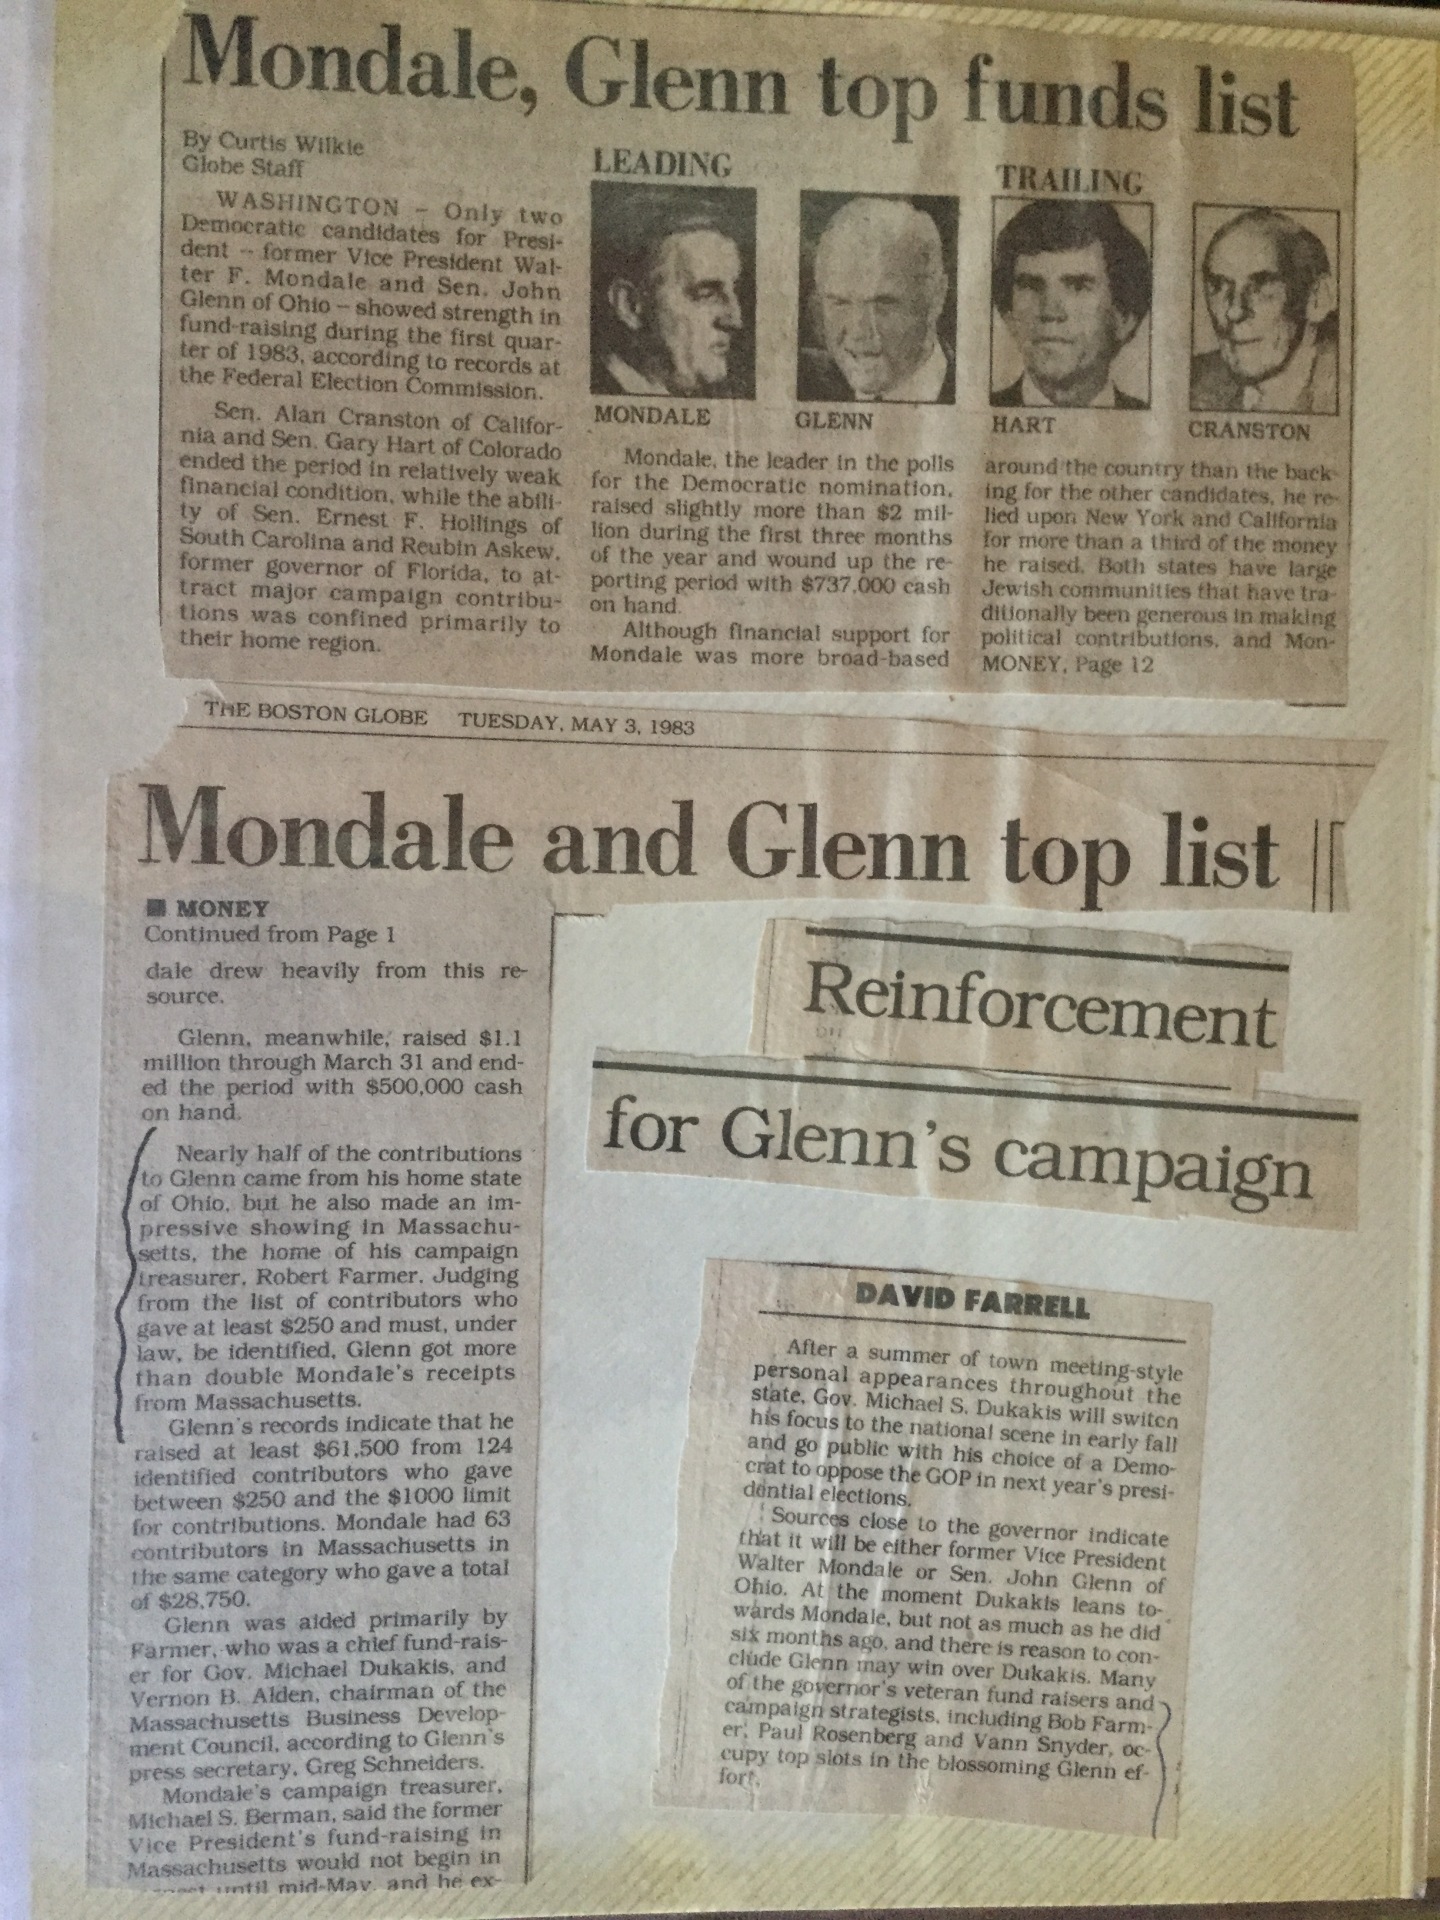 Mondale, Glenn top funds list
By Curtis Wilkie
Globe Staff
WASHINGTON – Only two
Democratic candidates for Presi-
dent – former Vice President Wal-
ter F. Mondale and Sen. John
Glenn of Ohio – showed strength in
fund-raising during the first quar-
ter of 1983, according to records at
the Federal Election Commission.
Sen. Alan Cranston of Califor-
nia and Sen. Gary Hart of Colorado
ended the period in relatively weak
financial condition, while the abili-
ty of Sen. Ernest F. Hollings of
South Carolina and Reubin Askew,
former governor of Florida, to at-
tract major campaign contribu-
tions was confined primarily to
their home region.
LEADING
TRAILING
MONDALE
GLENN
HART
CRANSTON
Mondale, the leader in the polls
for the Democratic nomination,
raised slightly more than $2 mil-
lion during the first three months
of the year and wound up the re-
porting period with $737,000 cash
on hand.
Although financial support for
Mondale was more broad-based
around the country than the back-
ing for the other candidates, he re-
lied upon New York and California
for more than a third of the money
he raised. Both states have large
Jewish communities that have tra-
ditionally been generous in making
political contributions, and Mon-
MONEY, Page 12
THE BOSTON GLOBE TUESDAY, MAY 3, 1983
Mondale and Glenn top list
■ MONEY
Continued from Page 1
dale drew heavily from this re-
source.
Glenn, meanwhile, raised $1.1
million through March 31 and end-
ed the period with $500,000 cash
on hand.
Nearly half of the contributions
to Glenn came from his home state
of Ohio, but he also made an im-
pressive showing in Massachu-
setts, the home of his campaign
treasurer, Robert Farmer. Judging
from the list of contributors who
gave at least $250 and must, under
law, be identified, Glenn got more
than double Mondale's receipts
from Massachusetts.
Glenn's records indicate that he
raised at least $61,500 from 124
identified contributors who gave
between $250 and the $1000 limit
for contributions. Mondale had 63
contributors in Massachusetts in
the same category who gave a total
of $28,750.
Glenn was aided primarily by
Farmer, who was a chief fund-rais-
er for Gov. Michael Dukakis, and
Vernon B. Alden, chairman of the
Massachusetts Business Develop-
ment Council, according to Glenn's
press secretary, Greg Schneiders.
Mondale's campaign treasurer,
Michael S. Berman, said the former
Vice President's fund-raising in
Massachusetts would not begin in
until mid-May, and he ex-
Reinforcement
for Glenn's campaign
DAVID FARRELL
After a summer of town meeting-style
personal appearances throughout the
state, Gov. Michael S. Dukakis will switch
his focus to the national scene in early fall
and go public with his choice of a Demo-
crat to oppose the GOP in next year's presi-
dential elections.
Sources close to the governor indicate
that it will be either former Vice President
Walter Mondale or Sen. John Glenn of
Ohio. At the moment Dukakis leans to-
wards Mondale, but not as much as he did
six months ago, and there is reason to con-
clude Glenn may win over Dukakis. Many
of the governor's veteran fund raisers and
campaign strategists, including Bob Farm-
er, Paul Rosenberg and Vann Snyder, oc-
cupy top slots in the blossoming Glenn ef-
fort.